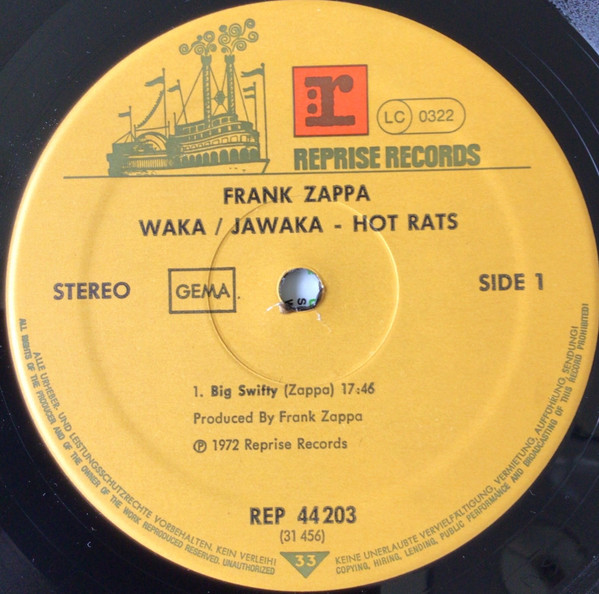 r
LC 0322
REPRISE RECORDS
FRANK ZAPPA
WAKA / JAWAKA - HOT RATS
STEREO GEMA SIDE 1
1. Big Swifty (Zappa) 17:46
Produced By Frank Zappa
Ⓟ 1972 Reprise Records
REP 44 203
(31 456)
33
ALLE URHEBER- UND LEISTUNGSSCHUTZRECHTE VORBEHALTEN. KEIN VERLEIH!
KEINE UNERLAUBTE VERVIELFÄLTIGUNG, VERMIETUNG, AUFFÜHRUNG, SENDUNG!
ALL RIGHTS OF THE PRODUCER AND OF THE OWNER OF THE WORK REPRODUCED RESERVED. UNAUTHORIZED
COPYING, HIRING, LENDING, PUBLIC PERFORMANCE AND BROADCASTING OF THIS RECORD PROHIBITED!